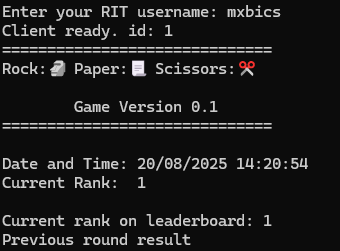 Enter your RIT username: mxbics
Client ready. id: 1
==============================
Rock:🗿 Paper:📃 Scissors:✂️
Game Version 0.1
==============================
Date and Time: 20/08/2025 14:20:54
Current Rank:  1
Current rank on leaderboard: 1
Previous round result